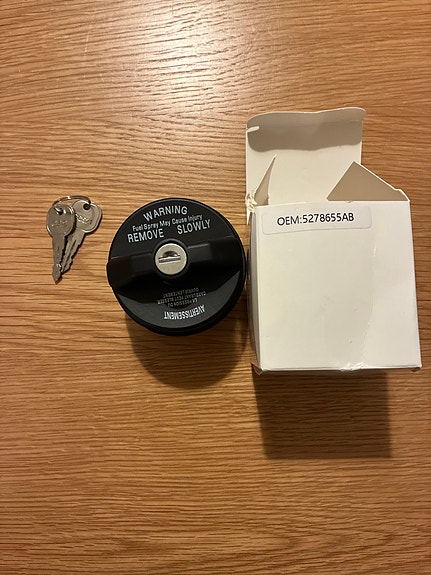 WARNING
Fuel Spray May Cause Injury
REMOVE SLOWLY
AVERTISSEMENT
OEM:5278655AB